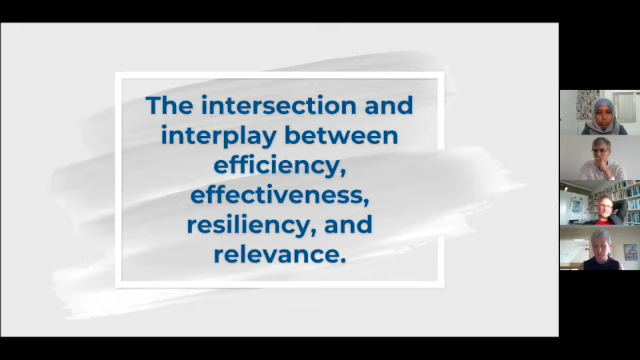 The intersection and
interplay between
efficiency,
effectiveness,
resiliency, and
relevance.